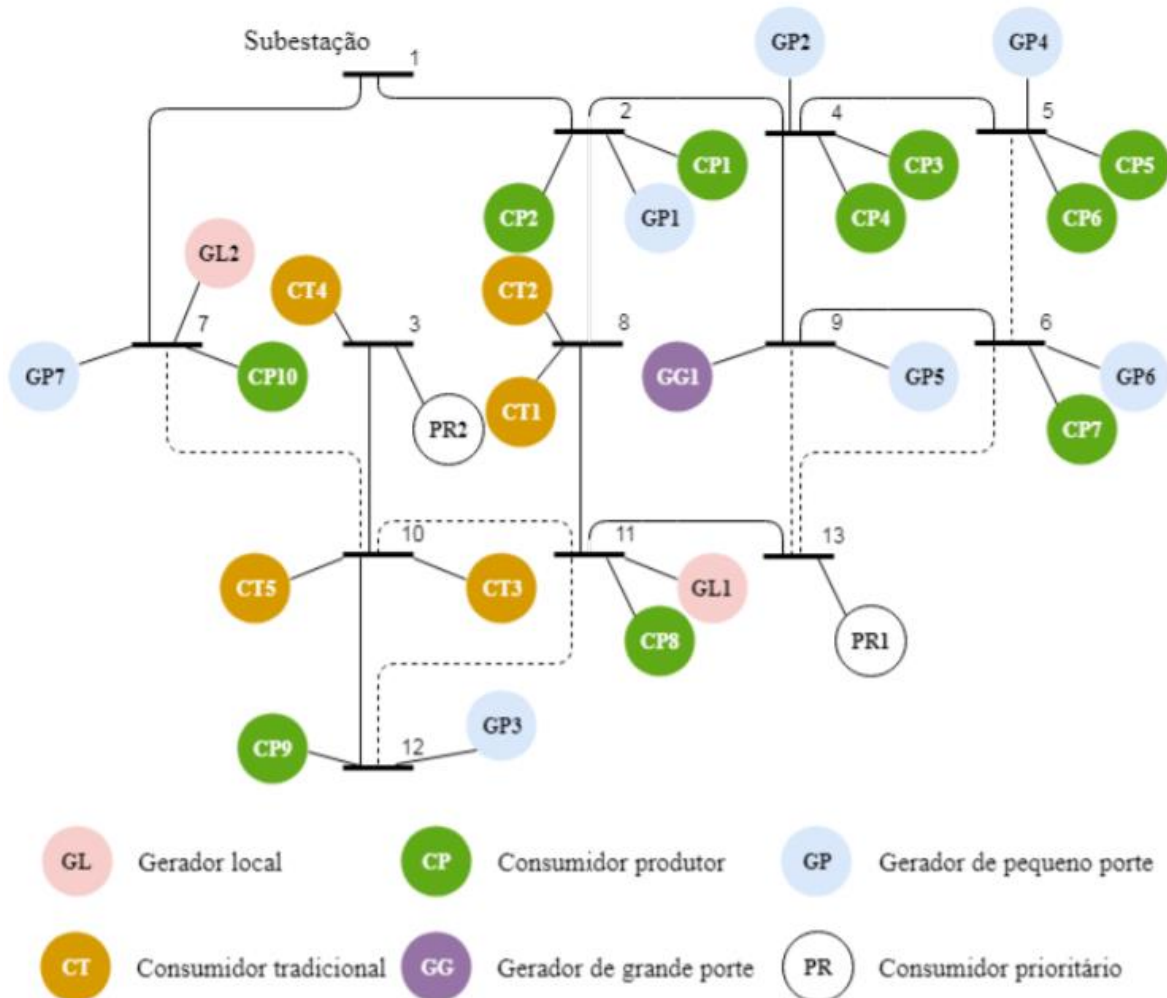 1
Subestação
GP2
GP4
2
4
5
CP1
CP3
CP5
CP2
GP1
CP4
CP6
GL2
CT4
CT2
7
3
8
9
6
GP7
CP10
GG1
GP5
GP6
CT1
PR2
CP7
10
11
13
CT5
CT3
GL1
CP8
PR1
GP3
CP9
12
GL Gerador local
CP Consumidor produtor
GP Gerador de pequeno porte
CT Consumidor tradicional
GG Gerador de grande porte
PR Consumidor prioritário